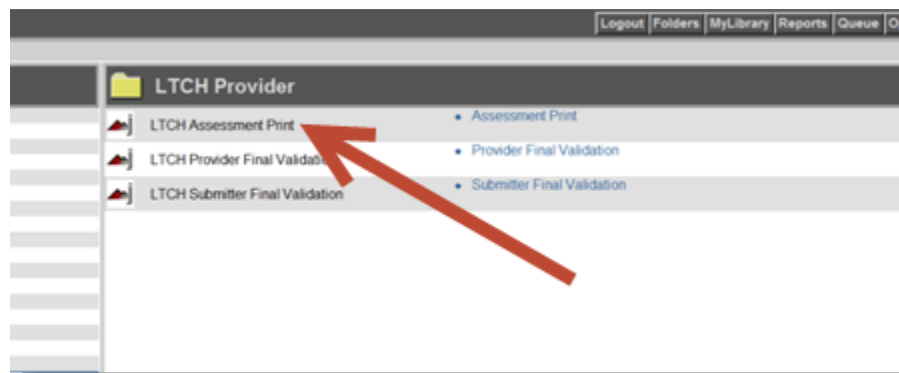 Logout Folders MyLibrary Reports Queue
LTCH Provider
LTCH Assessment Print • Assessment Print
LTCH Provider Final • Provider Final Validation
LTCH Submitter Final Validation • Submitter Final Validation